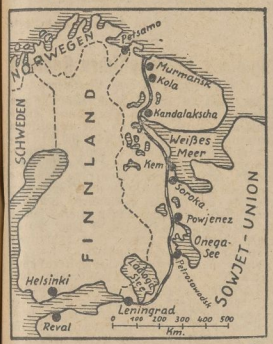 NORWEGEN
Petsamo
Murmansk
Kola
SCHWEDEN
FINNLAND
Kandalakscha
Weißes
Meer
Kem
Soroka
Powjenez
Onega-
See
SOWJET-UNION
Ladoga
See
Petrosawodsk
Helsinki
Leningrad
Reval
0 100 200 300 400 500
Km.